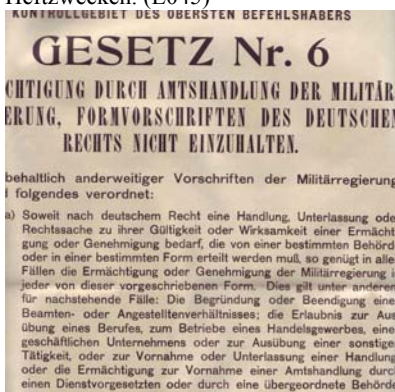 Heftzwecken. (E045)
KONTROLLGEBIET DES OBERSTEN BEFEHLSHABERS
GESETZ Nr. 6
CHTIGUNG DURCH AMTSHANDLUNG DER MILITÄR
ERUNG, FORMVORSCHRIFTEN DES DEUTSCHEN
RECHTS NICHT EINZUHALTEN.
behaltlich anderweitiger Vorschriften der Militärregierung
folgendes verordnet:
a) Soweit nach deutschem Recht eine Handlung, Unterlassung ode
Rechtssache zu ihrer Gültigkeit oder Wirksamkeit einer Ermächt
gung oder Genehmigung bedarf, die von einer bestimmten Behörd
oder in einer bestimmten Form erteilt werden muß, so genügt in alle
Fällen die Ermächtigung oder Genehmigung der Militärregierung i
jeder von dieser vorgeschriebenen Form. Dies gilt unter anderen
für nachstehende Fälle: Die Begründung oder Beendigung eine
Beamten- oder Angestelltenverhältnisses; die Erlaubnis zur Aus
übung eines Berufes, zum Betriebe eines Handelsgewerbes, eine
geschäftlichen Unternehmens oder zur Ausübung einer sonstige
Tätigkeit, oder zur Vornahme oder Unterlassung einer Handlung
oder die Ermächtigung zur Vornahme einer Amtshandlung durc
einen Dienstvorgesetzten oder durch eine übergeordnete Behörde